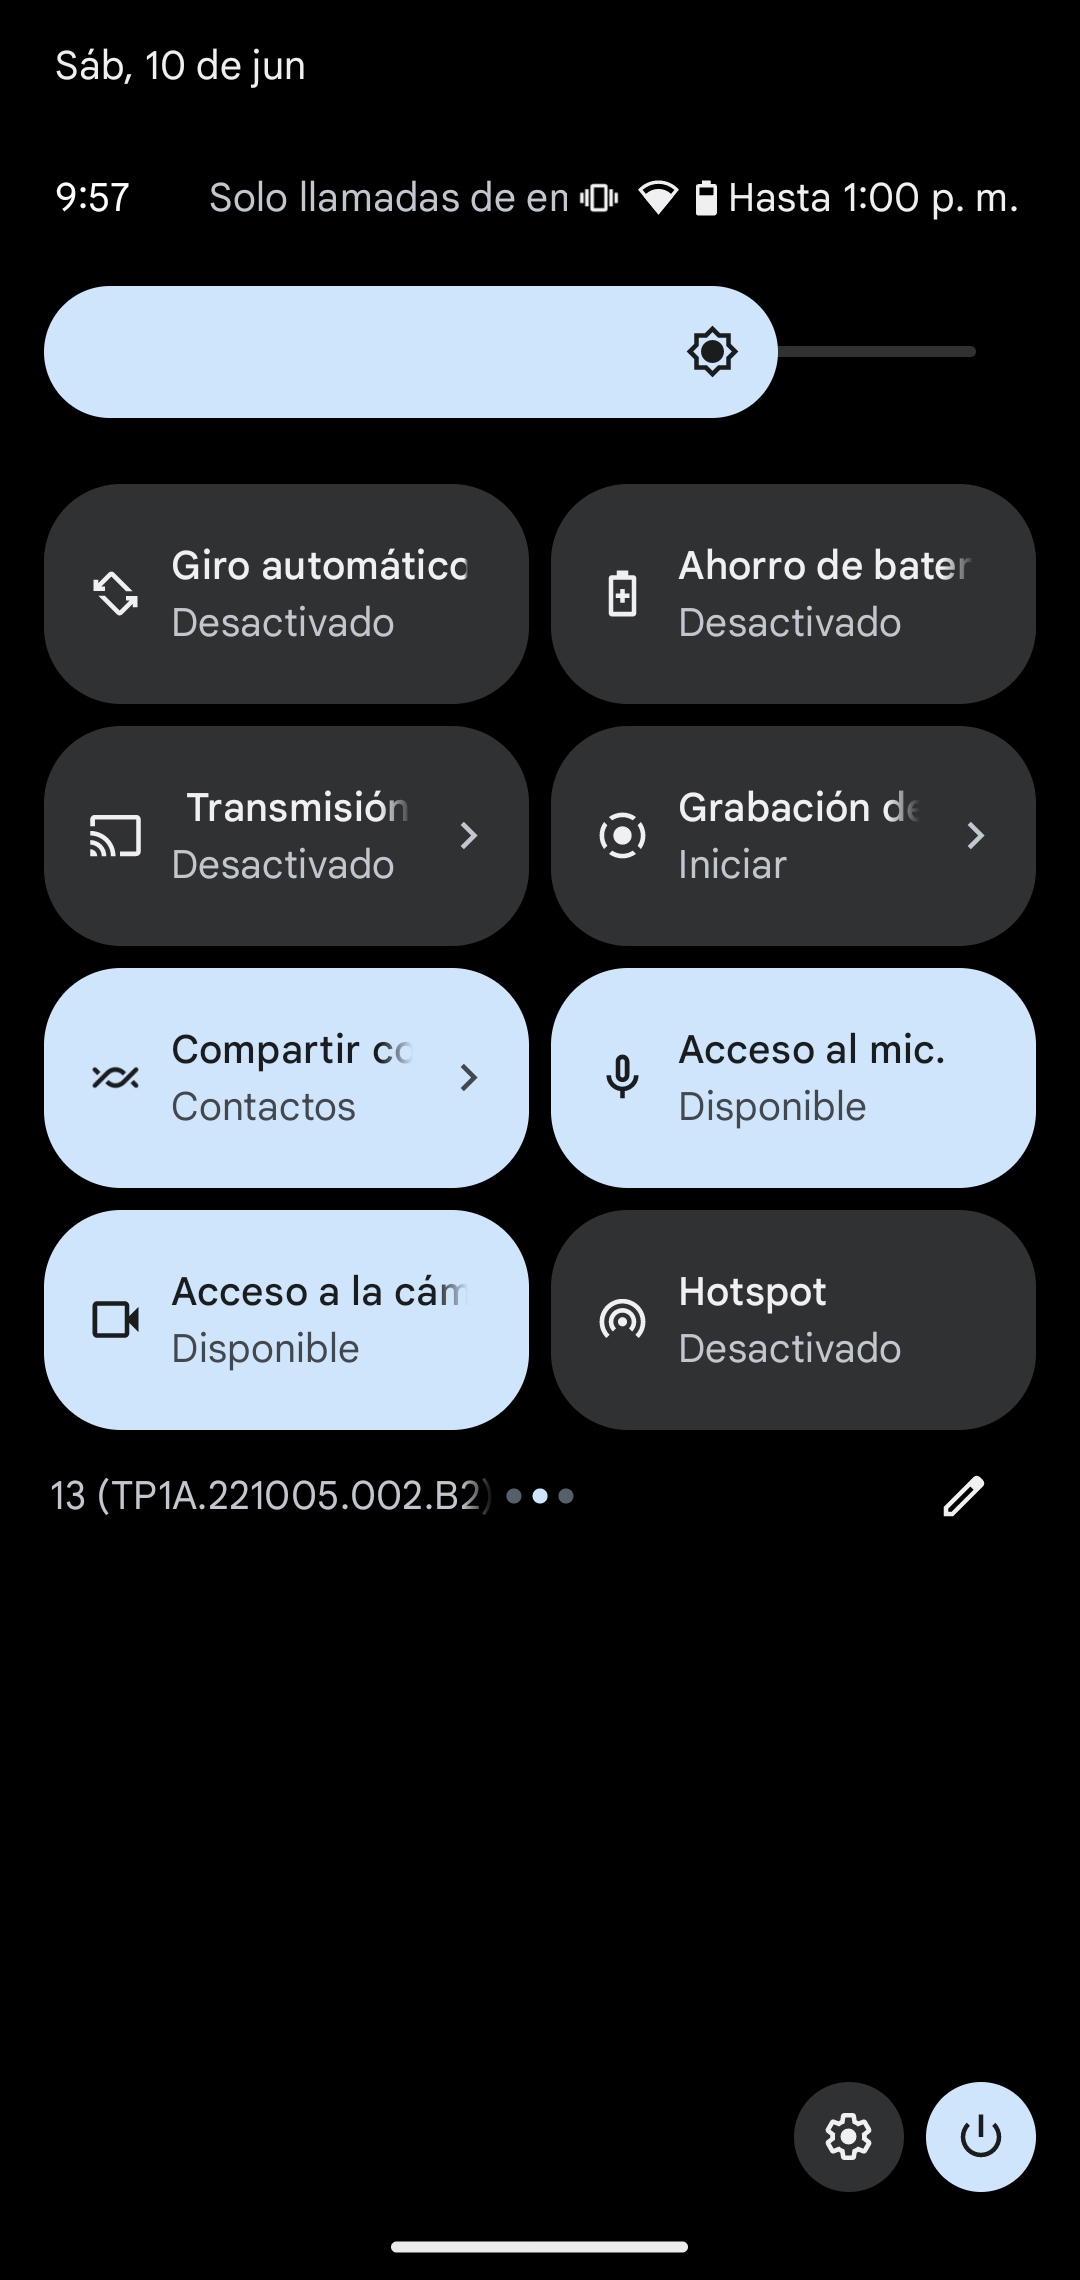 Sáb, 10 de jun
9:57 Solo llamadas de en Hasta 1:00 p. m.
Giro automático
Desactivado
Ahorro de bater
Desactivado
Transmisión
Desactivado
Grabación de
Iniciar
Compartir co
Contactos
Acceso al mic.
Disponible
Acceso a la cám
Disponible
Hotspot
Desactivado
13 (TP1A.221005.002.B2)